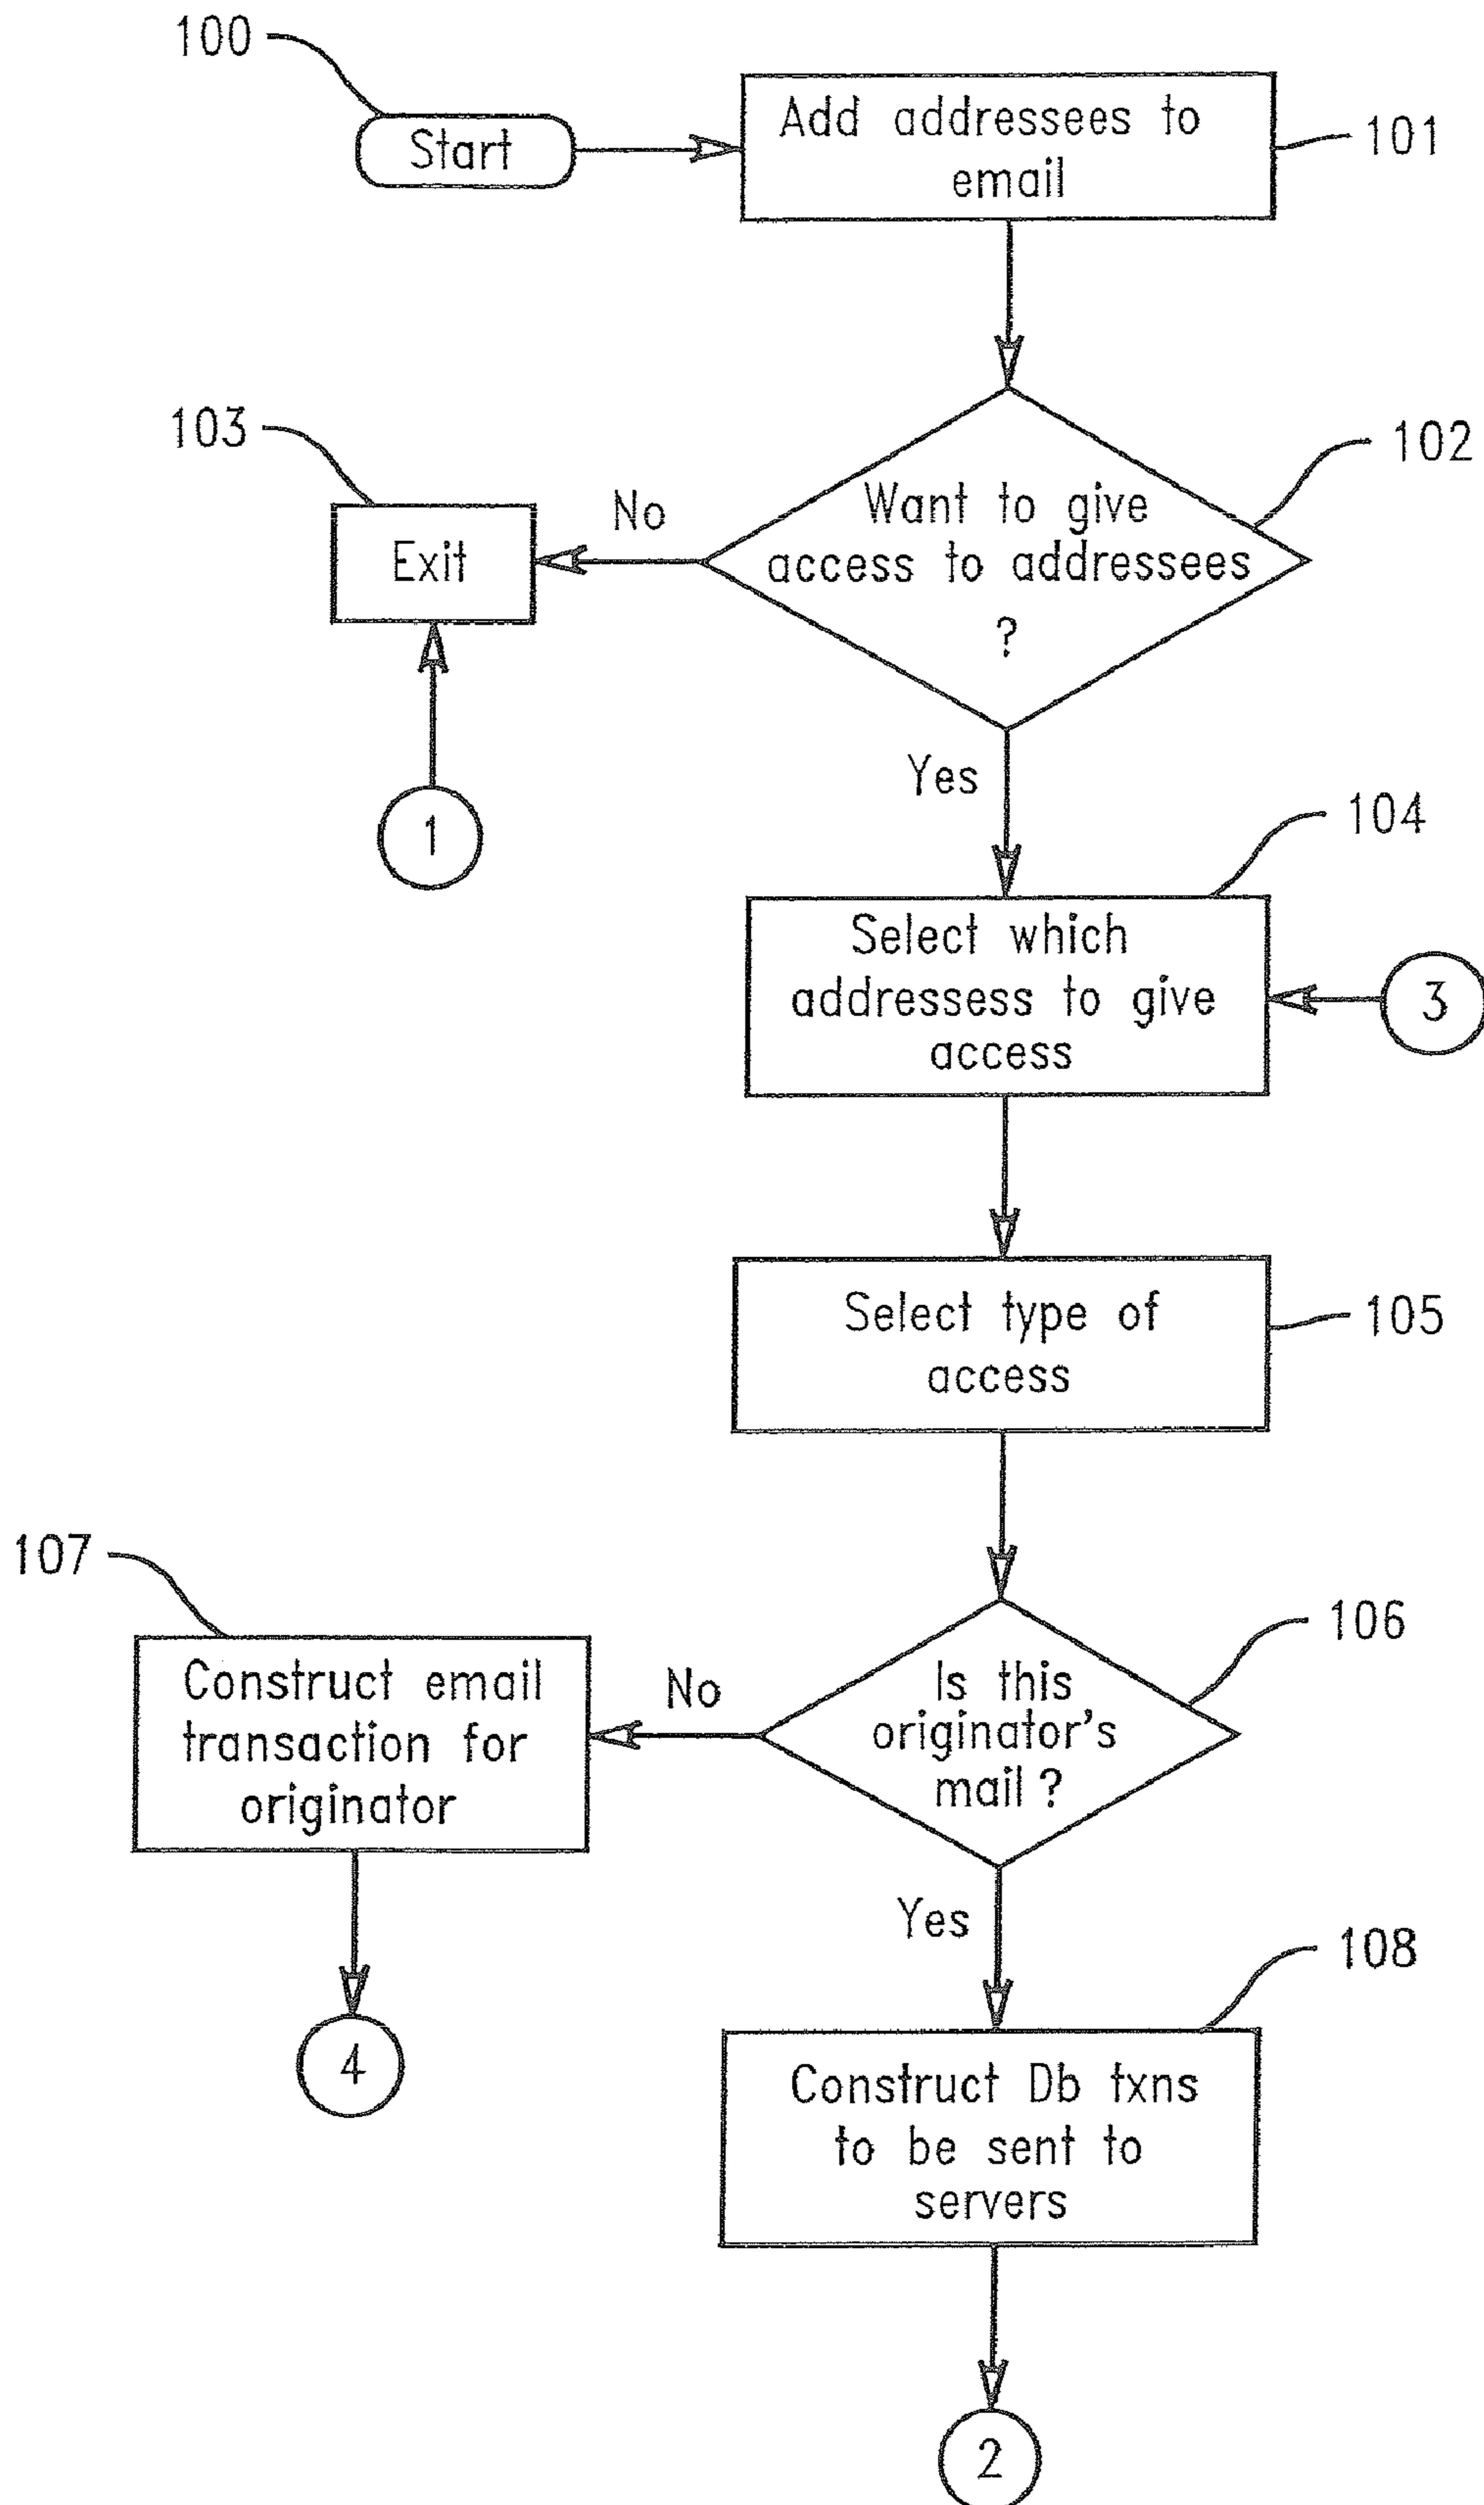 100
Start
Add addressees to
email
101
103
Exit
No
Want to give
access to addressees
?
102
1
Yes
104
Select which
addressess to give
access
3
Select type of
access
105
107
Construct email
transaction for
originator
No
Is this
originator's
mail ?
106
4
Yes
108
Construct Db txns
to be sent to
servers
2